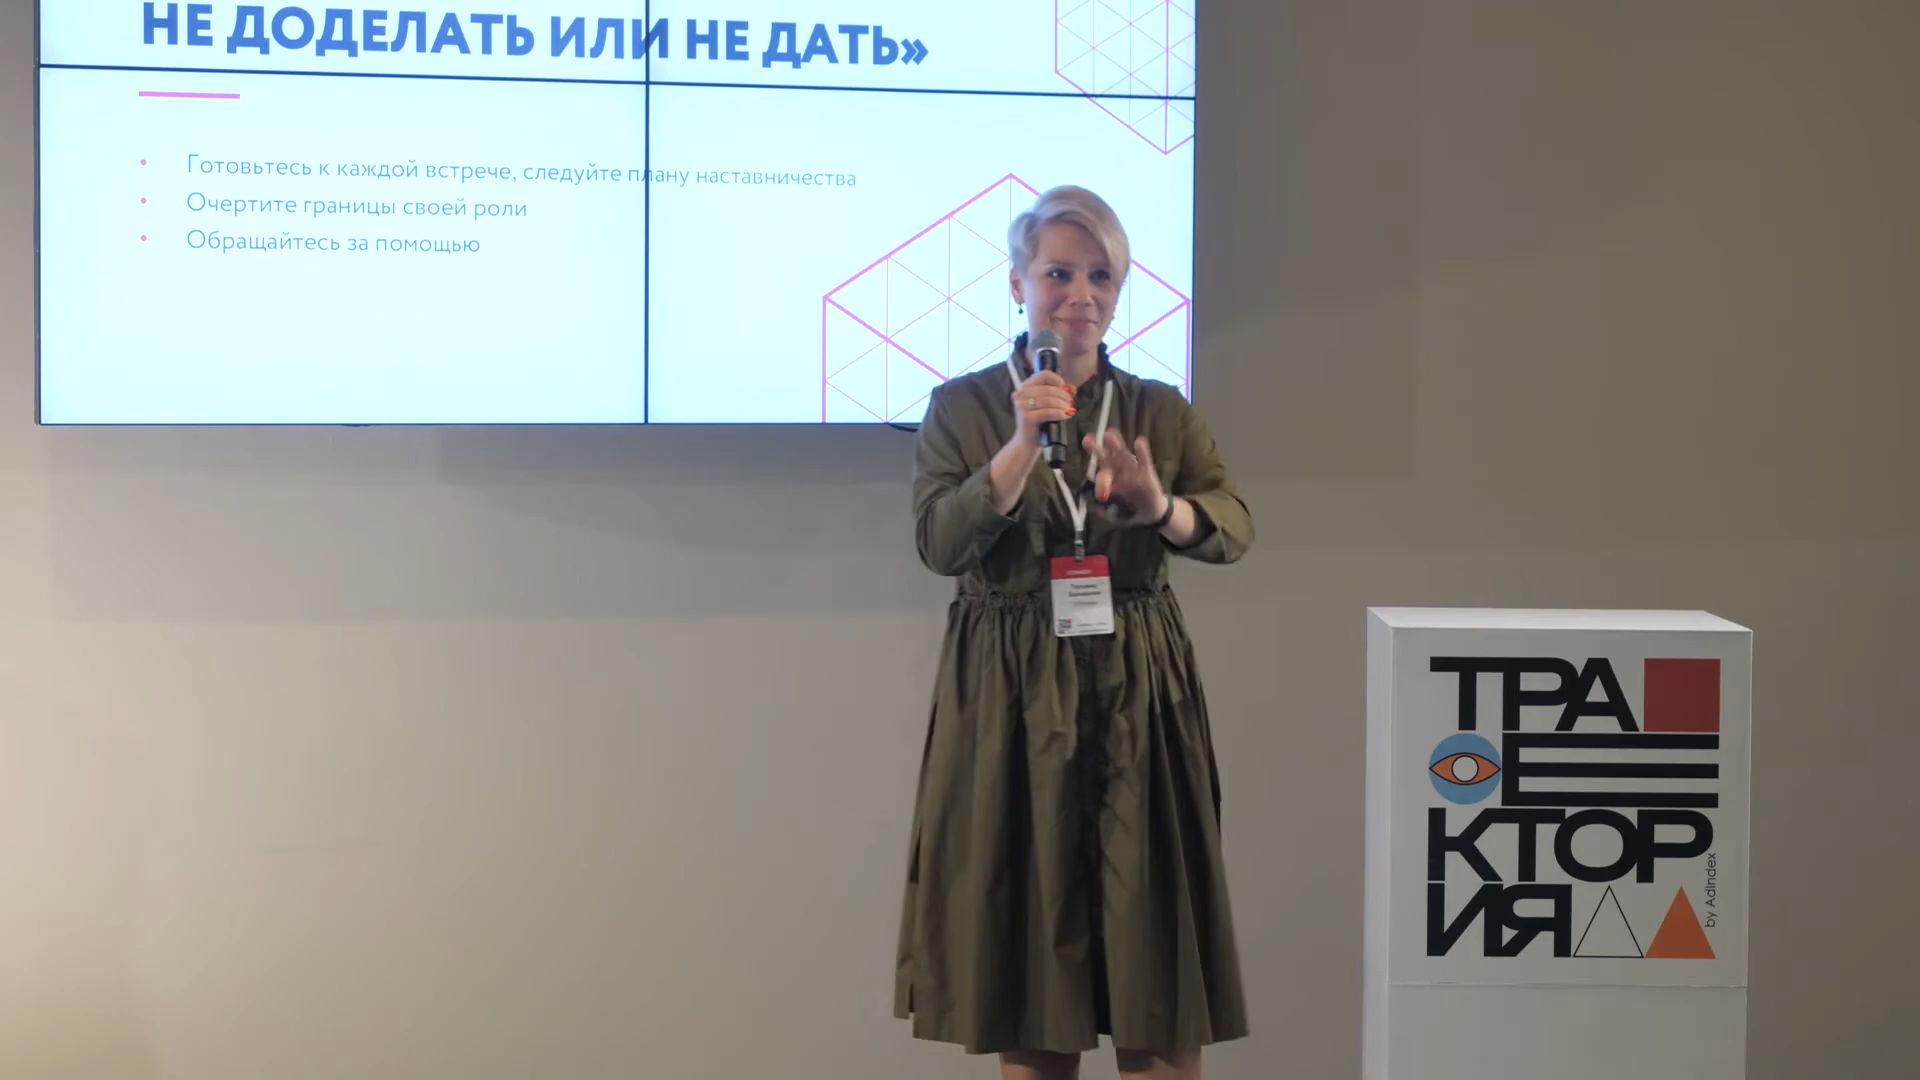 НЕ ДОДЕЛАТЬ ИЛИ НЕ ДАТЬ»
• Готовьтесь к каждой встрече, следуйте плану наставничества
• Очертите границы своей роли
• Обращайтесь за помощью
ТРА
Е
КТОР
ИЯ
by AdIndex